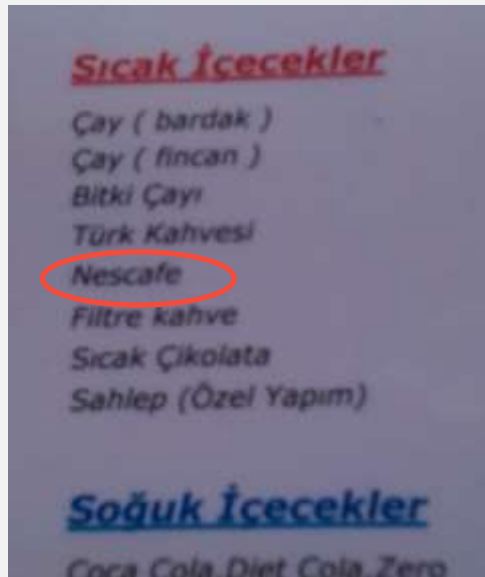 Sıcak İçecekler
Çay ( bardak )
Çay ( fincan )
Bitki Çayı
Türk Kahvesi
Nescafe
Filtre kahve
Sıcak Çikolata
Sahlep (Özel Yapım)
Soğuk İçecekler
Coca Cola,Diet Cola,Zero